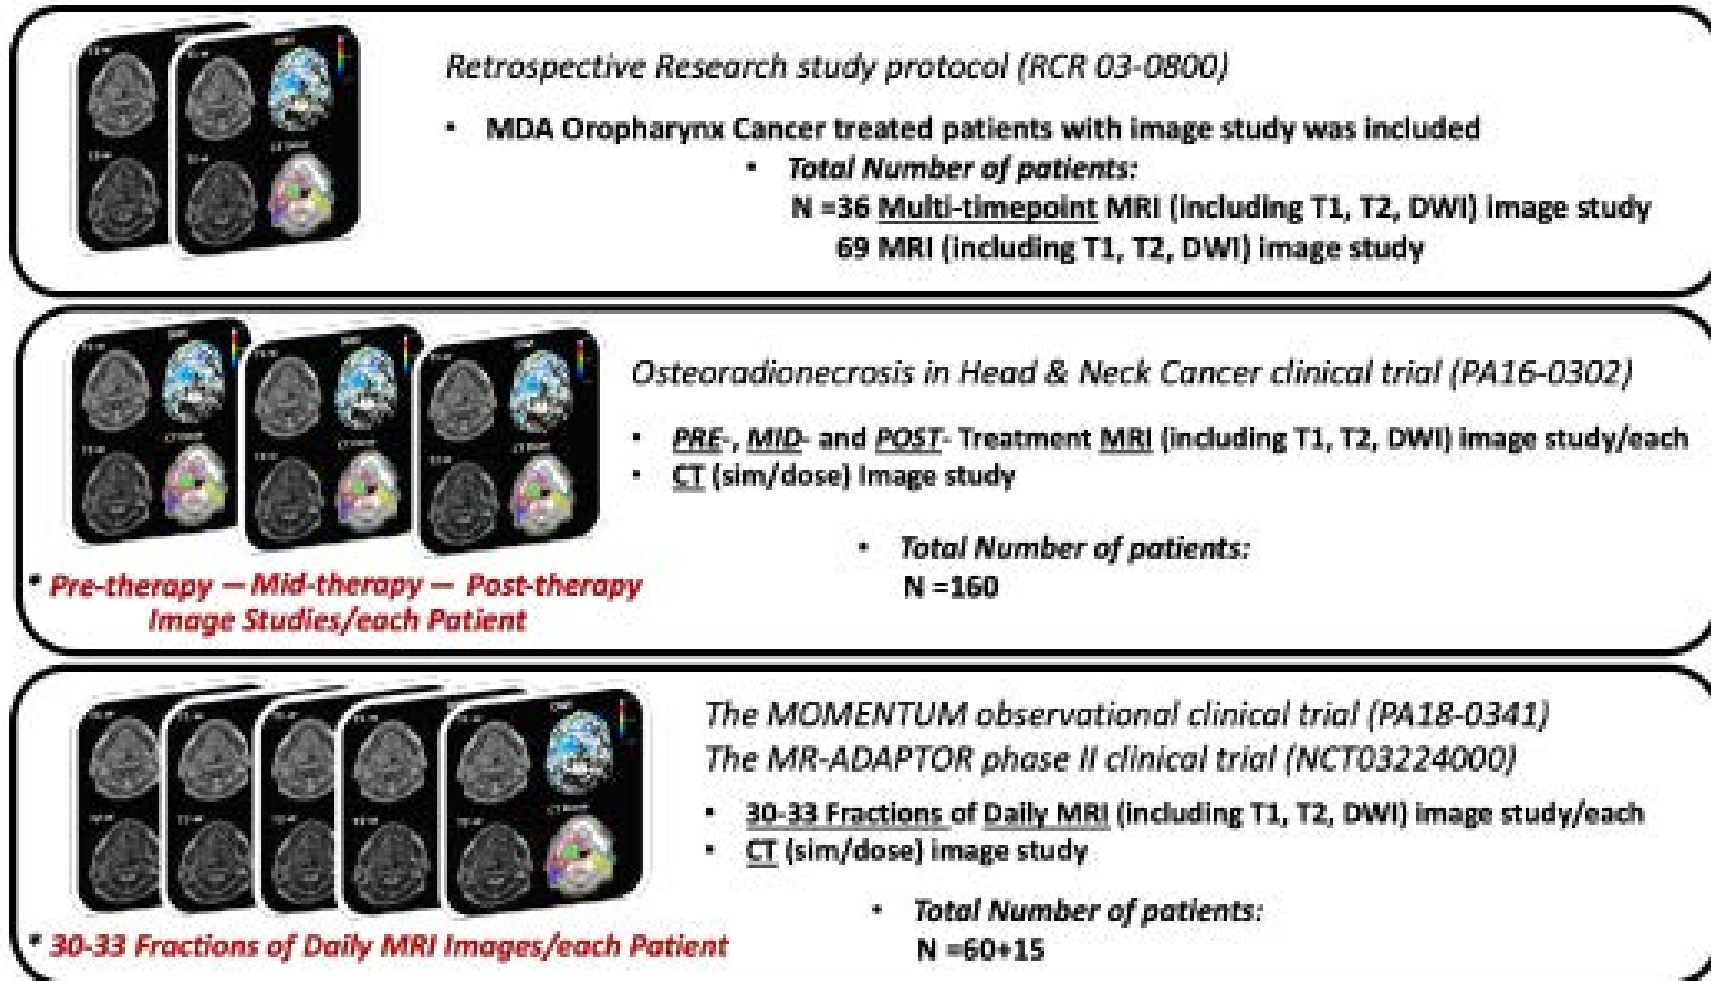 Retrospective Research study protocol (RCR 03-0800)
• MDA Oropharynx Cancer treated patients with image study was included
• Total Number of patients:
N =36 Multi-timepoint MRI (including T1, T2, DWI) image study
69 MRI (including T1, T2, DWI) image study
Osteoradionecrosis in Head & Neck Cancer clinical trial (PA16-0302)
• PRE-, MID- and POST- Treatment MRI (including T1, T2, DWI) image study/each
• CT (sim/dose) Image study
• Total Number of patients:
N =160
* Pre-therapy — Mid-therapy — Post-therapy
Image Studies/each Patient
The MOMENTUM observational clinical trial (PA18-0341)
The MR-ADAPTOR phase II clinical trial (NCT03224000)
• 30-33 Fractions of Daily MRI (including T1, T2, DWI) image study/each
• CT (sim/dose) image study
• Total Number of patients:
N =60+15
* 30-33 Fractions of Daily MRI Images/each Patient